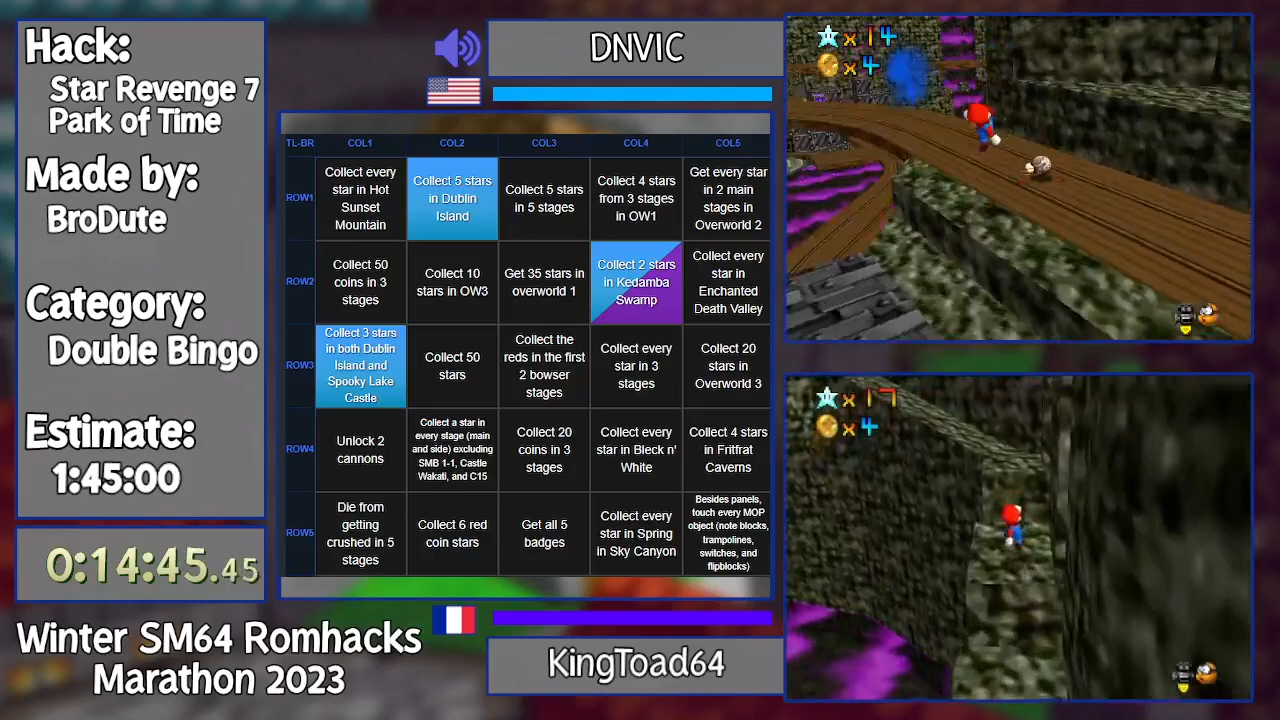 Hack:
Star Revenge 7
Park of Time
Made by:
BroDute
Category:
Double Bingo
Estimate:
1:45:00
0:14:45.45
Winter SM64 Romhacks
Marathon 2023
DNVIC
TL-BR COL1 COL2 COL3 COL4 COL5
ROW1
Collect every
star in Hot
Sunset
Mountain
Collect 5 stars
in Dublin
Island
Collect 5 stars
in 5 stages
Collect 4 stars
from 3 stages
in OW1
Get every star
in 2 main
stages in
Overworld 2
ROW2
Collect 50
coins in 3
stages
Collect 10
stars in OW3
Get 35 stars in
overworld 1
Collect 2 stars
in Kedamba
Swamp
Collect every
star in
Enchanted
Death Valley
ROW3
Collect 3 stars
in both Dublin
Island and
Spooky Lake
Castle
Collect 50
stars
Collect the
reds in the first
2 bowser
stages
Collect every
star in 3
stages
Collect 20
stars in
Overworld 3
ROW4
Unlock 2
cannons
Collect a star in
every stage (main
and side) excluding
SMB 1-1, Castle
Wakati, and C15
Collect 20
coins in 3
stages
Collect every
star in Bleck n'
White
Collect 4 stars
in Fritfrat
Caverns
ROW5
Die from
getting
crushed in 5
stages
Collect 6 red
coin stars
Get all 5
badges
Collect every
star in Spring
in Sky Canyon
Besides panels,
touch every MOP
object (note blocks,
trampolines,
switches, and
flipblocks)
KingToad64
x 14
x 4
x 17
x 4